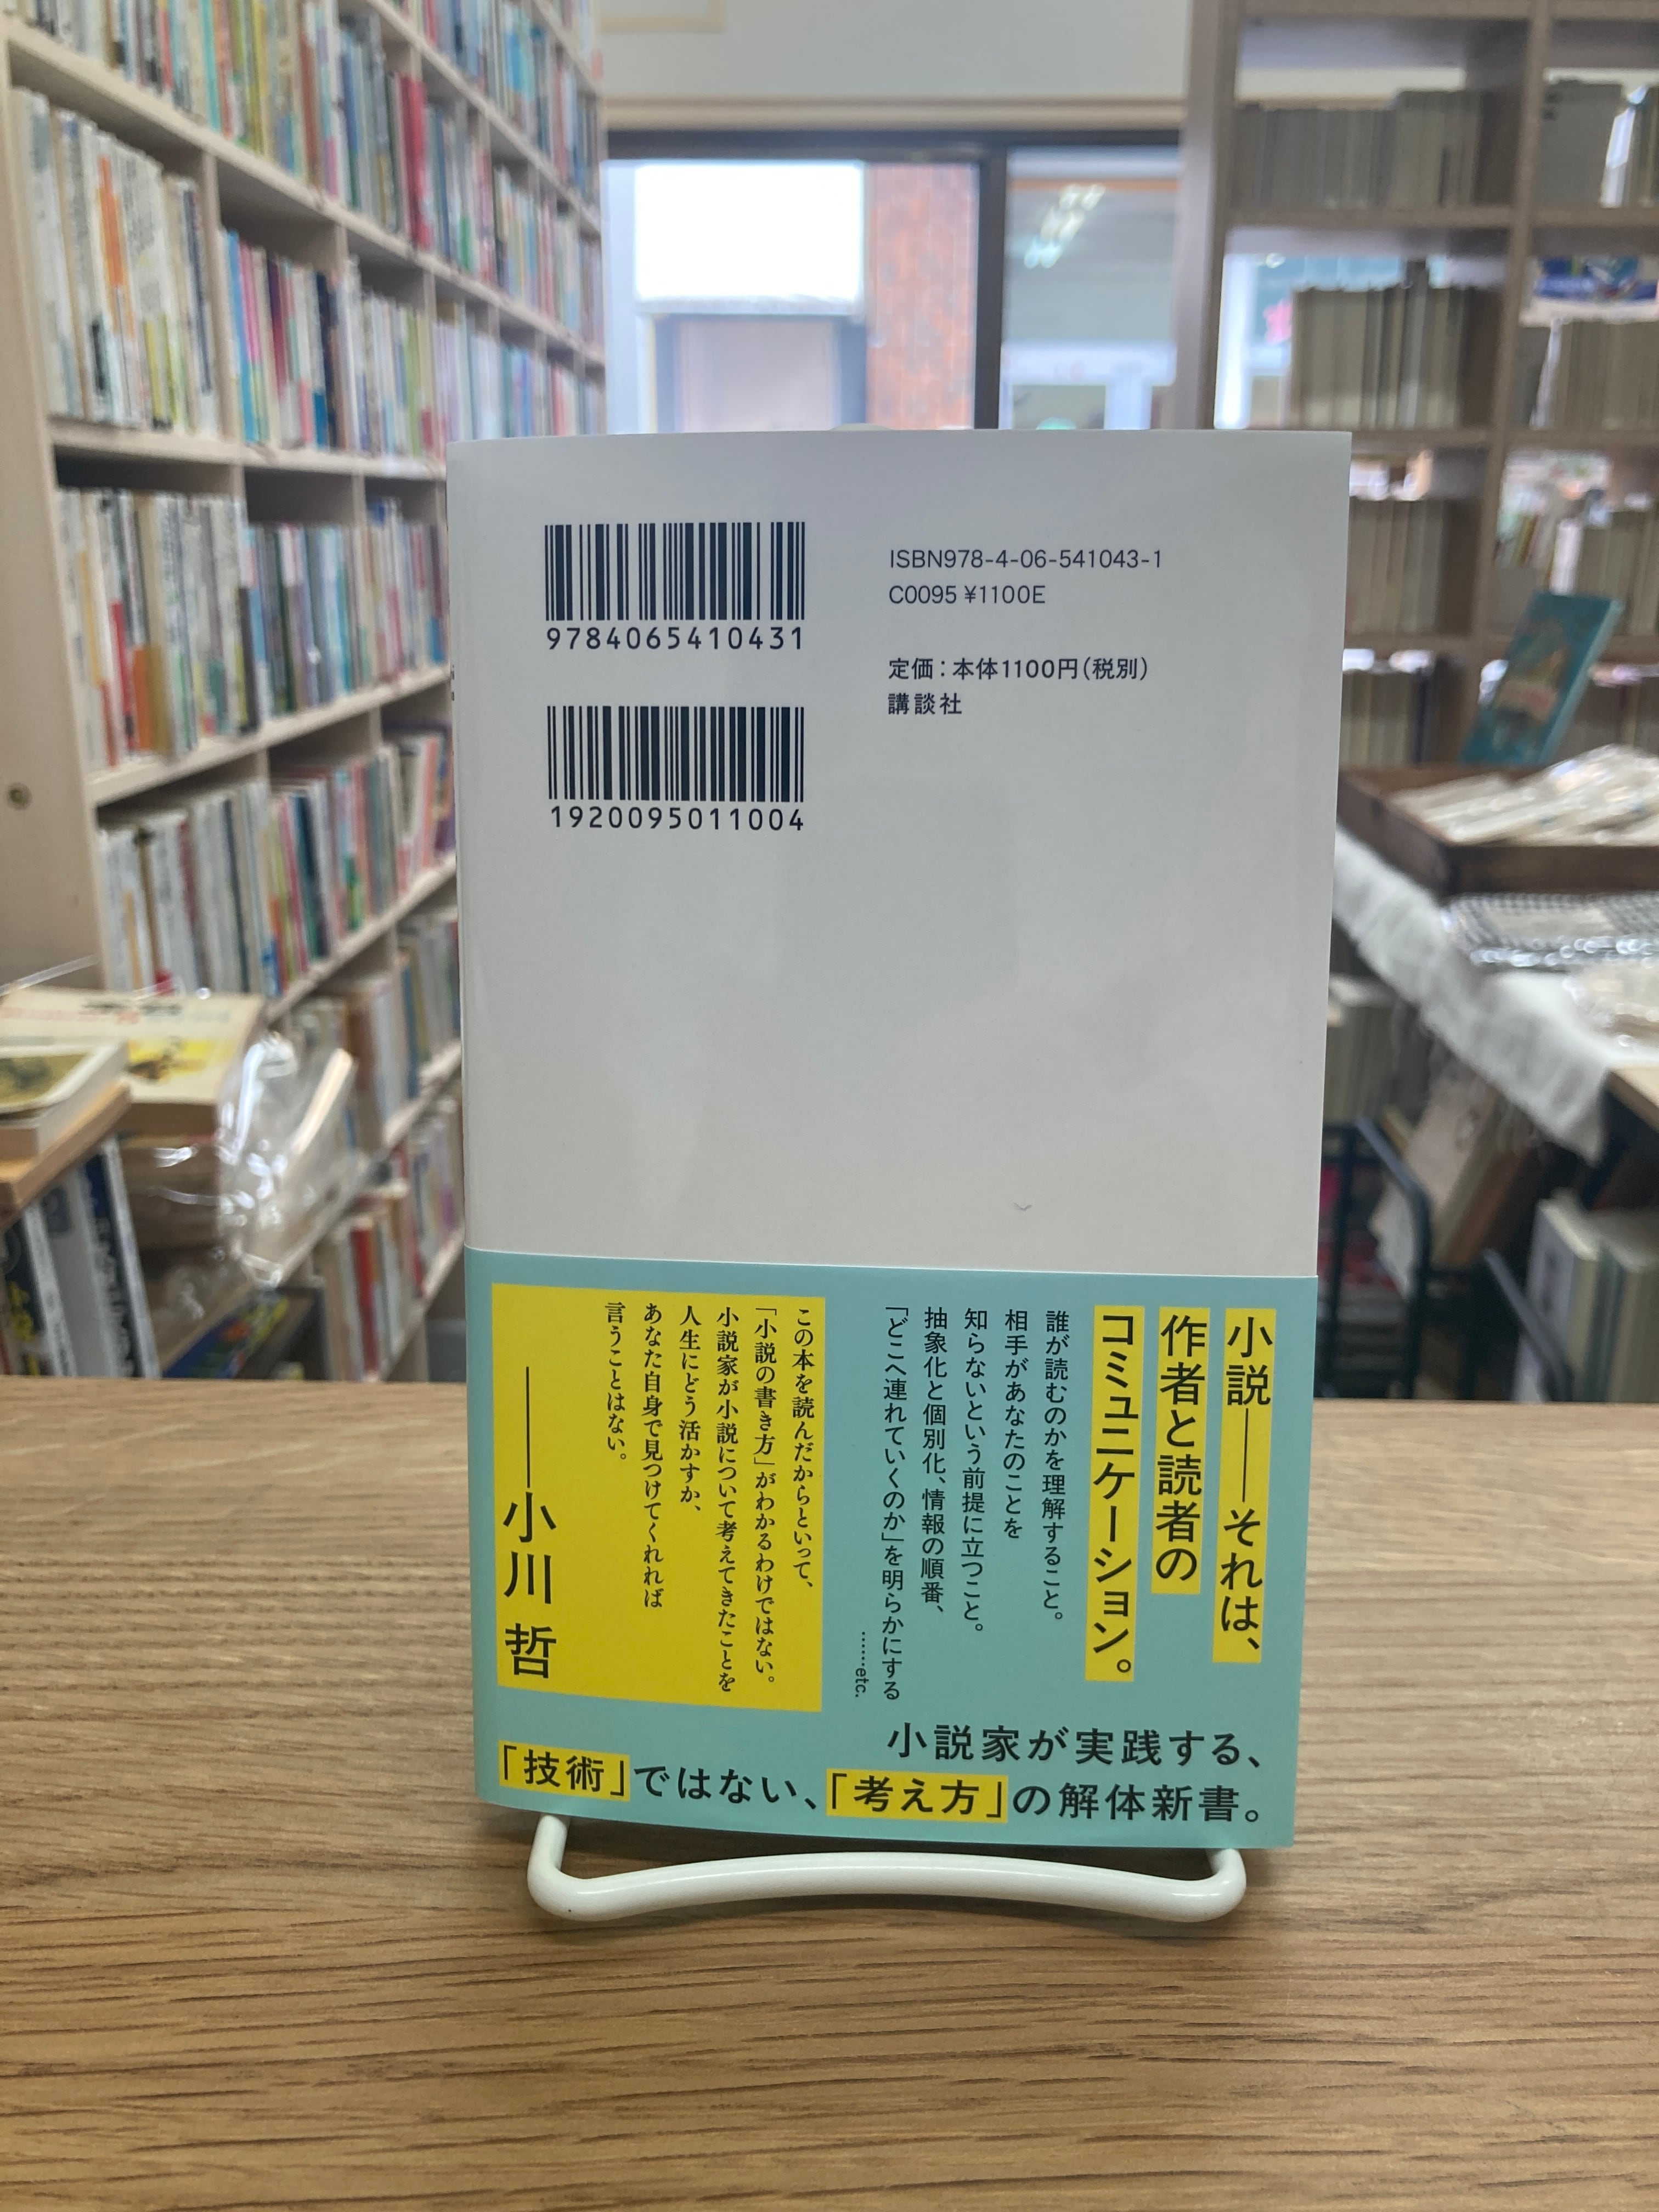 9784065410431
1920095011004
ISBN978-4-06-541043-1
C0095 ¥1100E
定価：本体1100円（税別）
講談社
小説――それは、
作者と読者の
コミュニケーション。
誰が読むのかを理解すること。
相手があなたのことを
知らないという前提に立つこと。
抽象化と個別化、情報の順番、
「どこへ連れていくのか」を明らかにする
……etc.
この本を読んだからといって、
「小説の書き方」がわかるわけではない。
小説家が小説について考えてきたことを
人生にどう活かすか、
あなた自身で見つけてくれれば
言うことはない。
――小川 哲
小説家が実践する、
「技術」ではない、「考え方」の解体新書。